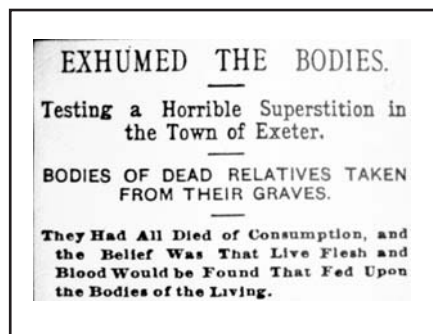 EXHUMED THE BODIES.
Testing a Horrible Superstition in
the Town of Exeter.
BODIES OF DEAD RELATIVES TAKEN
FROM THEIR GRAVES.
They Had All Died of Consumption, and
the Belief Was That Live Flesh and
Blood Would be Found That Fed Upon
the Bodies of the Living.